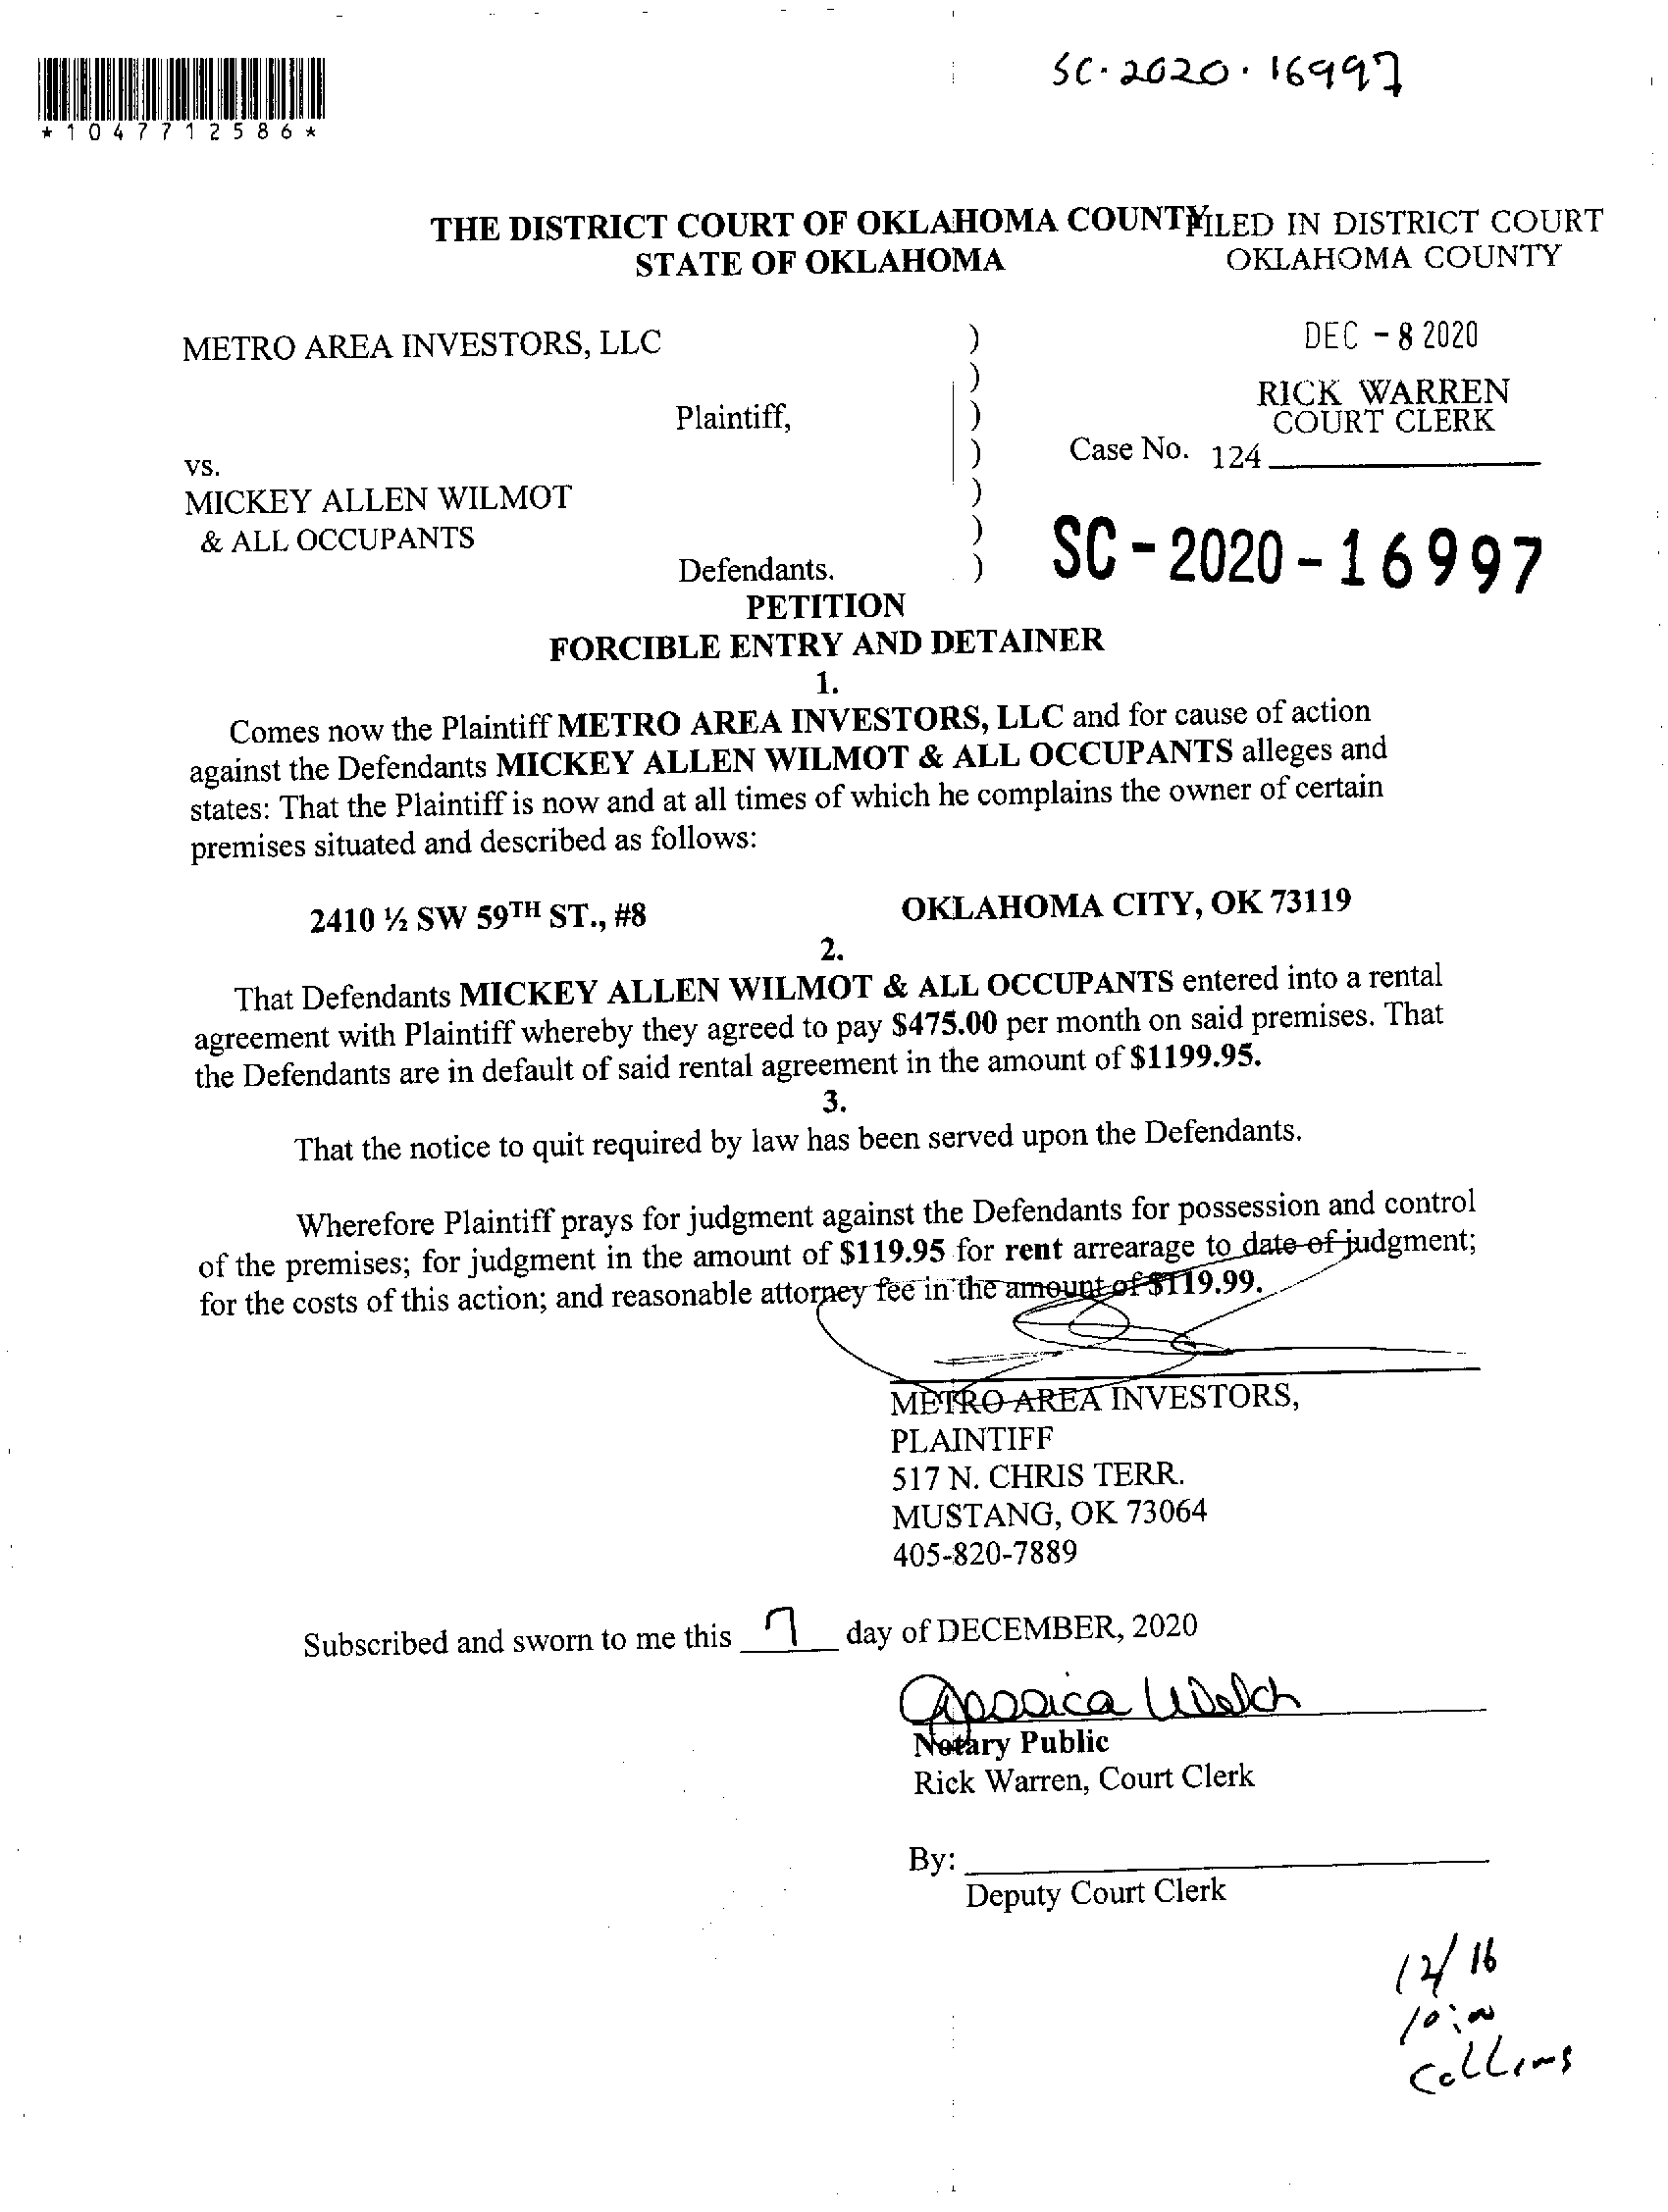 SC-2020-16997
*1047712586*
THE DISTRICT COURT OF OKLAHOMA COUNTY
FILED IN DISTRICT COURT
STATE OF OKLAHOMA
OKLAHOMA COUNTY
METRO AREA INVESTORS, LLC )
DEC - 8 2020
)
RICK WARREN
Plaintiff, )
COURT CLERK
)
Case No. 124
vs.
MICKEY ALLEN WILMOT )
& ALL OCCUPANTS )
SC-2020-16997
Defendants. )
PETITION
FORCIBLE ENTRY AND DETAINER
1.
Comes now the Plaintiff METRO AREA INVESTORS, LLC and for cause of action
against the Defendants MICKEY ALLEN WILMOT & ALL OCCUPANTS alleges and
states: That the Plaintiff is now and at all times of which he complains the owner of certain
premises situated and described as follows:
2410 ½ SW 59TH ST., #8 OKLAHOMA CITY, OK 73119
2.
That Defendants MICKEY ALLEN WILMOT & ALL OCCUPANTS entered into a rental
agreement with Plaintiff whereby they agreed to pay $475.00 per month on said premises. That
the Defendants are in default of said rental agreement in the amount of $1199.95.
3.
That the notice to quit required by law has been served upon the Defendants.
Wherefore Plaintiff prays for judgment against the Defendants for possession and control
of the premises; for judgment in the amount of $119.95 for rent arrearage to date of judgment;
for the costs of this action; and reasonable attorney fee in the amount of $119.99.
METRO AREA INVESTORS,
PLAINTIFF
517 N. CHRIS TERR.
MUSTANG, OK 73064
405-820-7889
Subscribed and sworn to me this 7 day of DECEMBER, 2020
Jessica Welch
Notary Public
Rick Warren, Court Clerk
By:
Deputy Court Clerk
12/16
10:00
Collins